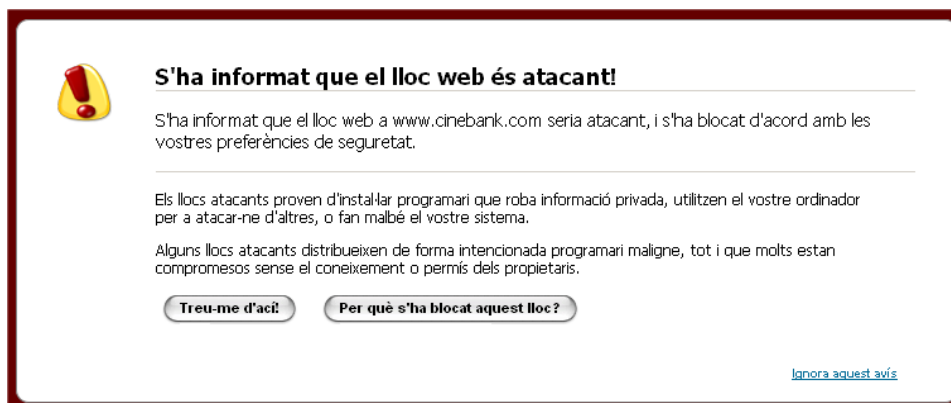 S'ha informat que el lloc web és atacant!
S'ha informat que el lloc web a www.cinebank.com seria atacant, i s'ha blocat d'acord amb les
vostres preferències de seguretat.
Els llocs atacants proven d'instal·lar programari que roba informació privada, utilitzen el vostre ordinador
per a atacar-ne d'altres, o fan malbé el vostre sistema.
Alguns llocs atacants distribueixen de forma intencionada programari maligne, tot i que molts estan
compromesos sense el coneixement o permís dels propietaris.
Treu-me d'ací!
Per què s'ha blocat aquest lloc?
Ignora aquest avís